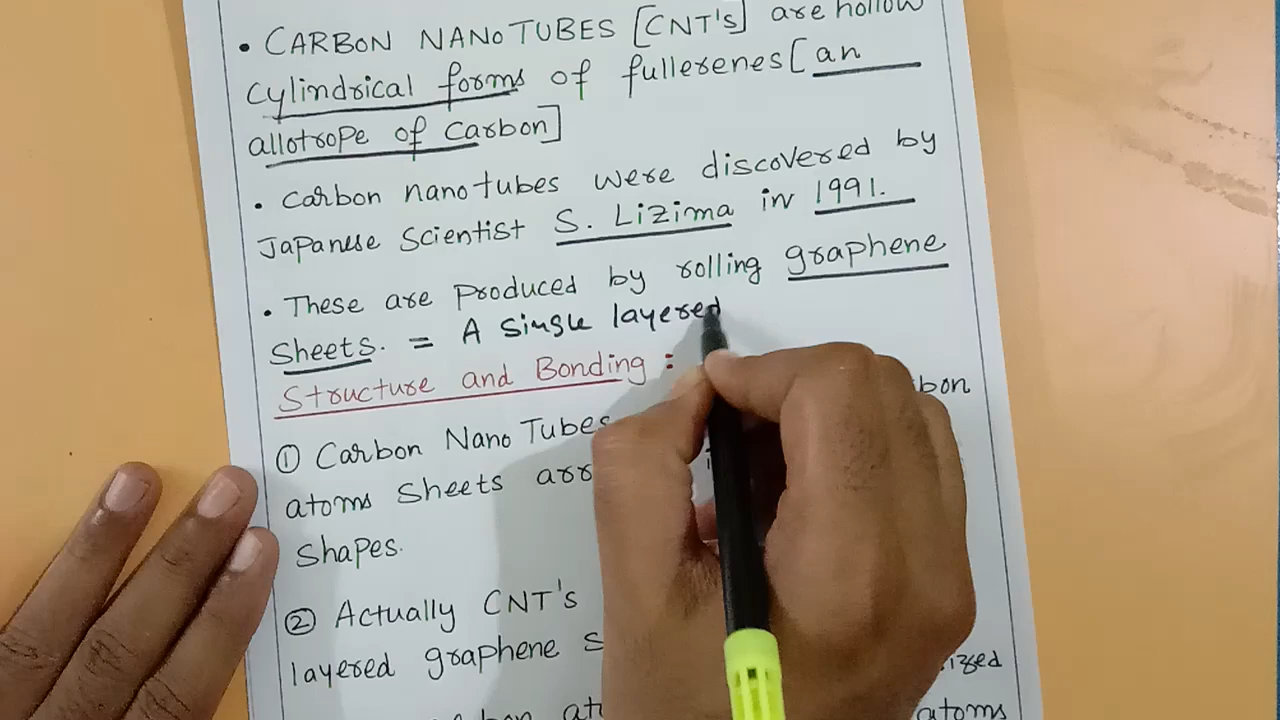 • CARBON NANOTUBES [CNT's] are hollow
cylindrical forms of fullerenes [an
allotrope of carbon]
• Carbon nanotubes were discovered by
Japanese Scientist S. Lizima in 1991.
• These are produced by rolling graphene
Sheets. = A single layered
Structure and Bonding :
① Carbon Nano Tubes bon
atoms sheets arr
shapes.
② Actually CNT's
layered graphene s
atoms